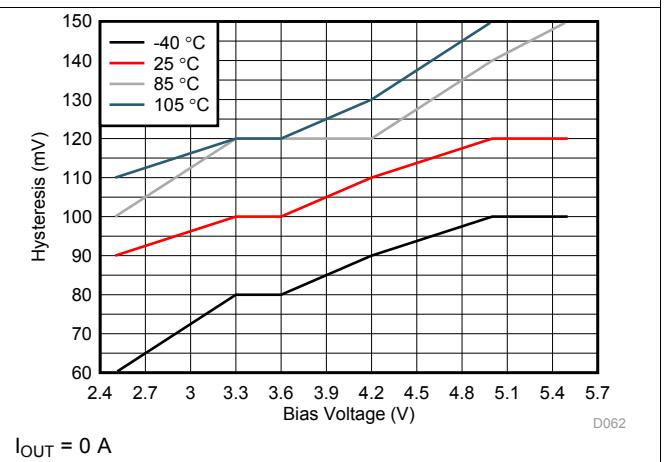 150
140
130
120
110
100
90
80
70
60
Hysteresis (mV)
-40 °C
25 °C
85 °C
105 °C
2.4 2.7 3 3.3 3.6 3.9 4.2 4.5 4.8 5.1 5.4 5.7
Bias Voltage (V)
D062
IOUT = 0 A